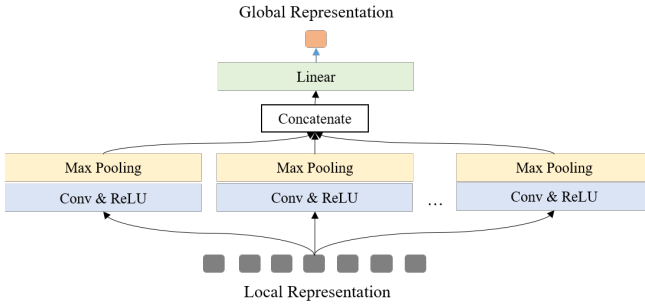 Global Representation
Linear
Concatenate
Max Pooling Max Pooling Max Pooling
Conv & ReLU Conv & ReLU ... Conv & ReLU
Local Representation